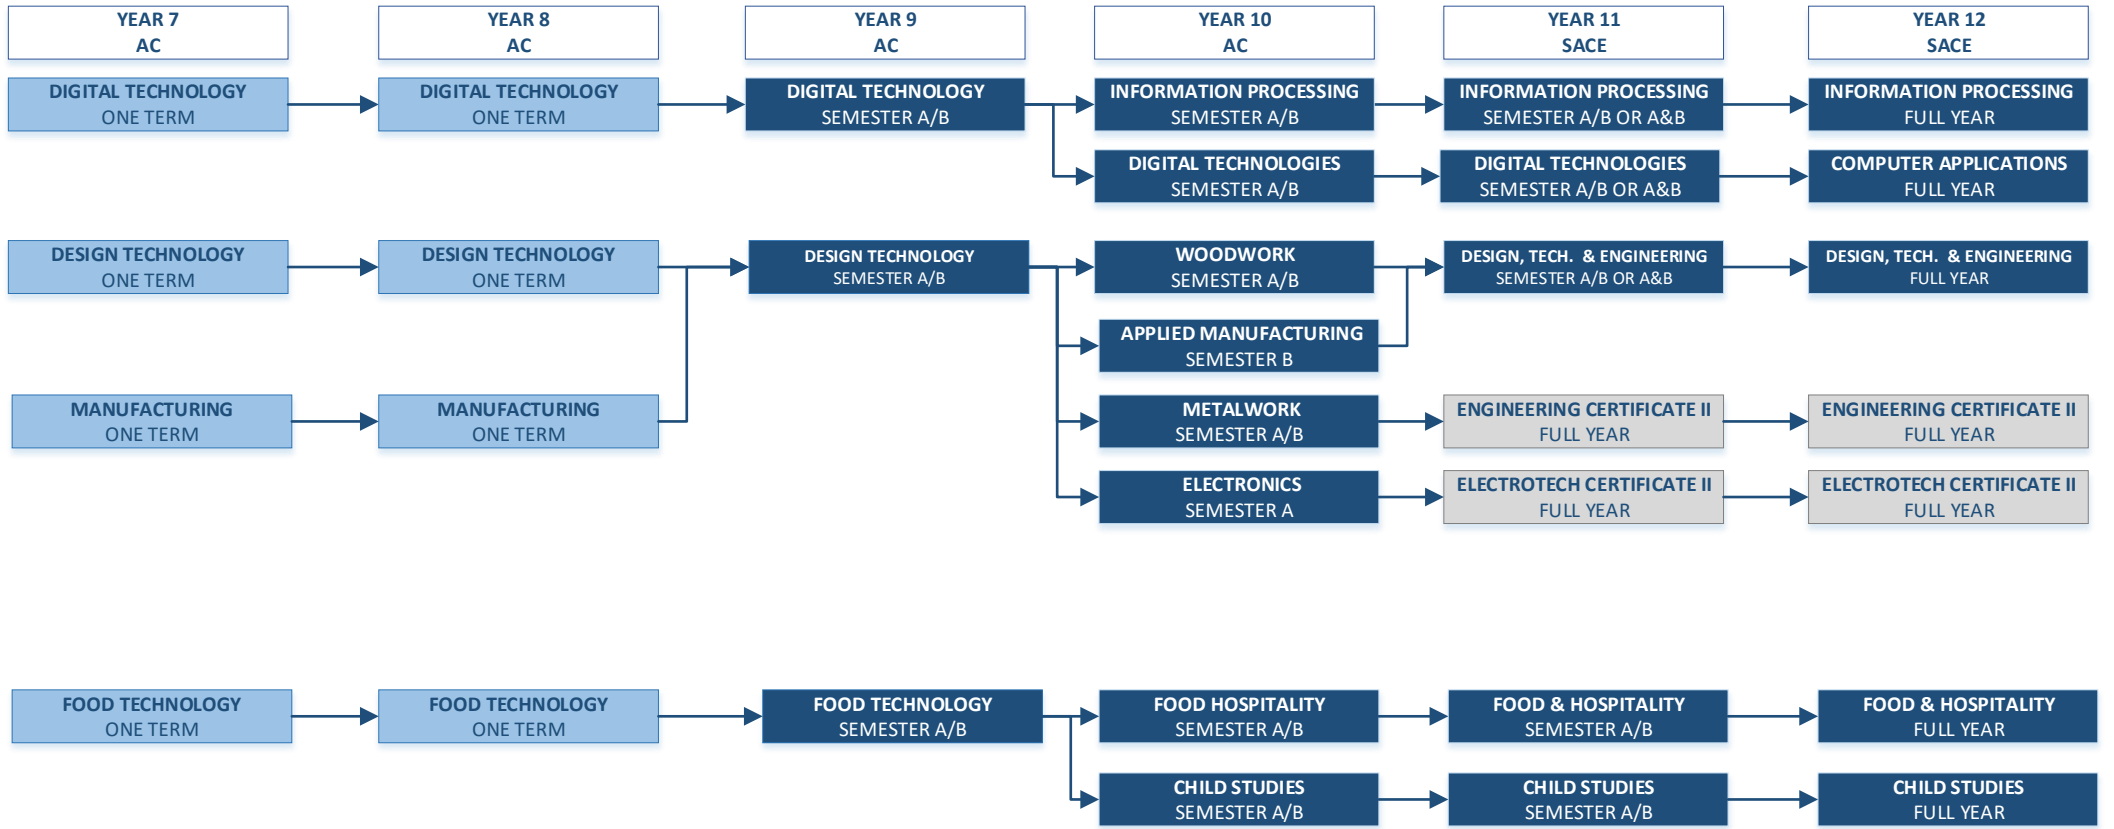 YEAR 7
AC
YEAR 8
AC
YEAR 9
AC
YEAR 10
AC
YEAR 11
SACE
YEAR 12
SACE
DIGITAL TECHNOLOGY
ONE TERM
DIGITAL TECHNOLOGY
ONE TERM
DIGITAL TECHNOLOGY
SEMESTER A/B
INFORMATION PROCESSING
SEMESTER A/B
INFORMATION PROCESSING
SEMESTER A/B OR A&B
INFORMATION PROCESSING
FULL YEAR
DIGITAL TECHNOLOGIES
SEMESTER A/B
DIGITAL TECHNOLOGIES
SEMESTER A/B OR A&B
COMPUTER APPLICATIONS
FULL YEAR
DESIGN TECHNOLOGY
ONE TERM
DESIGN TECHNOLOGY
ONE TERM
DESIGN TECHNOLOGY
SEMESTER A/B
WOODWORK
SEMESTER A/B
DESIGN, TECH. & ENGINEERING
SEMESTER A/B OR A&B
DESIGN, TECH. & ENGINEERING
FULL YEAR
APPLIED MANUFACTURING
SEMESTER B
MANUFACTURING
ONE TERM
MANUFACTURING
ONE TERM
METALWORK
SEMESTER A/B
ENGINEERING CERTIFICATE II
FULL YEAR
ENGINEERING CERTIFICATE II
FULL YEAR
ELECTRONICS
SEMESTER A
ELECTROTECH CERTIFICATE II
FULL YEAR
ELECTROTECH CERTIFICATE II
FULL YEAR
FOOD TECHNOLOGY
ONE TERM
FOOD TECHNOLOGY
ONE TERM
FOOD TECHNOLOGY
SEMESTER A/B
FOOD HOSPITALITY
SEMESTER A/B
FOOD & HOSPITALITY
SEMESTER A/B
FOOD & HOSPITALITY
FULL YEAR
CHILD STUDIES
SEMESTER A/B
CHILD STUDIES
SEMESTER A/B
CHILD STUDIES
FULL YEAR